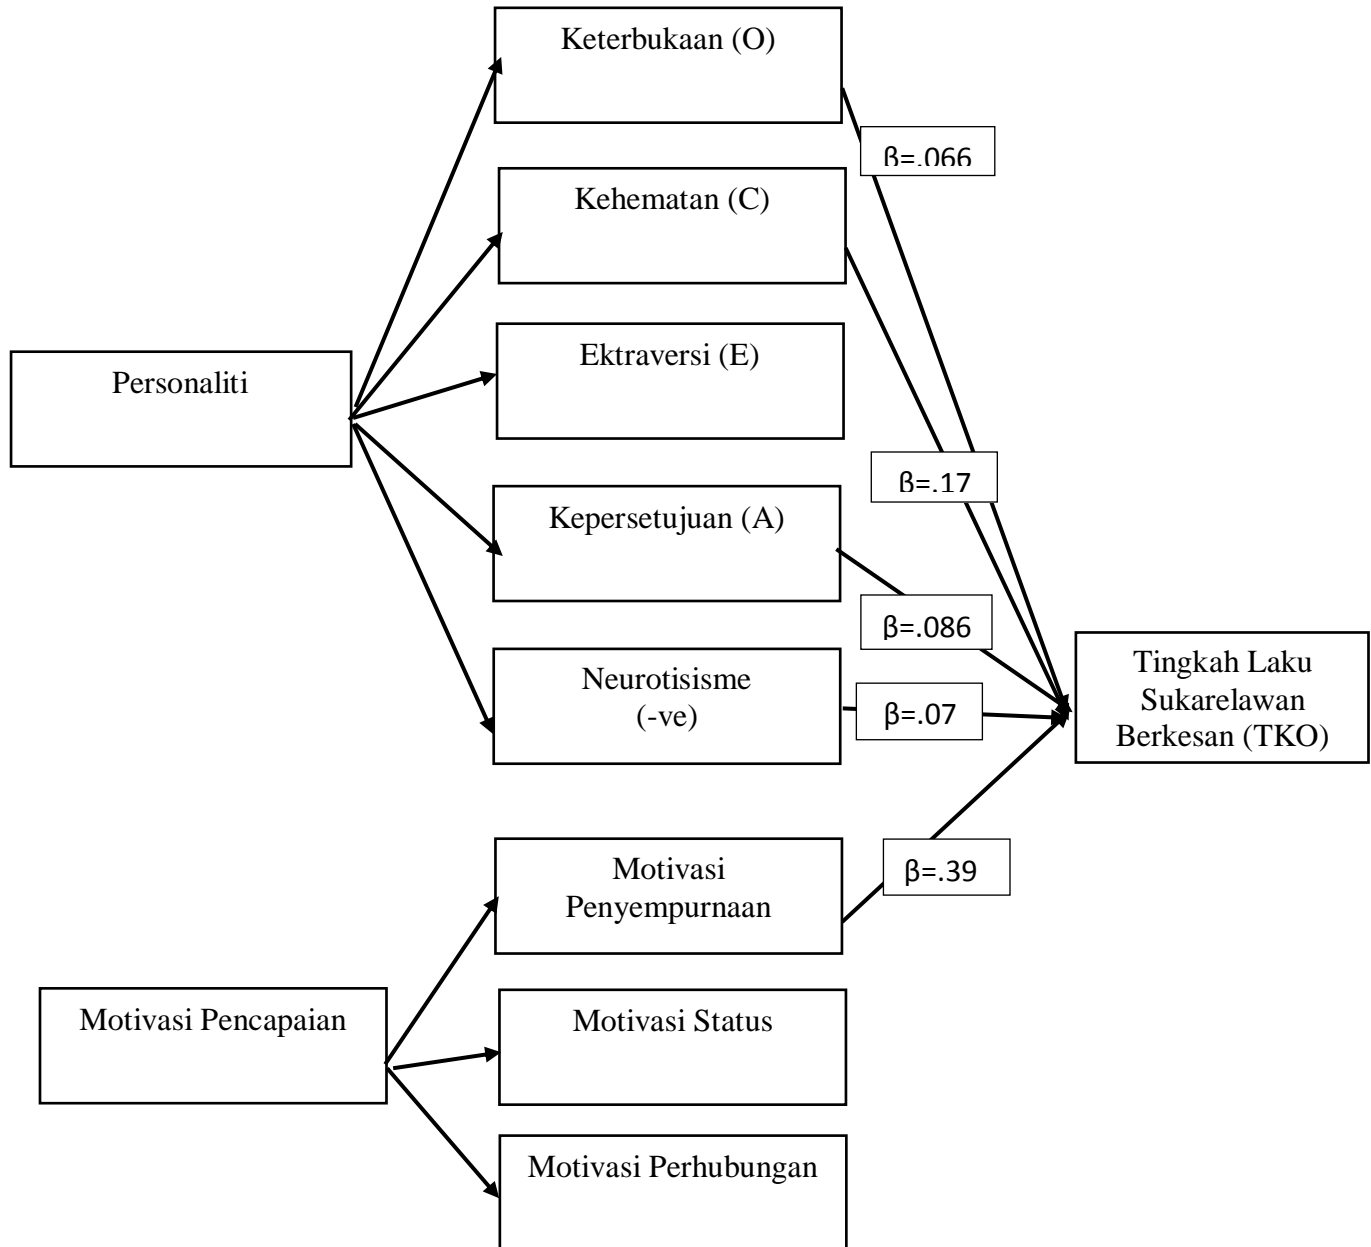 Keterbukaan (O)
β=.066
Kehematan (C)
Ektraversi (E)
Personaliti
β=.17
Kepersetujuan (A)
β=.086
Neurotisisme
(-ve)
β=.07
Tingkah Laku
Sukarelawan
Berkesan (TKO)
Motivasi
Penyempurnaan
β=.39
Motivasi Pencapaian
Motivasi Status
Motivasi Perhubungan